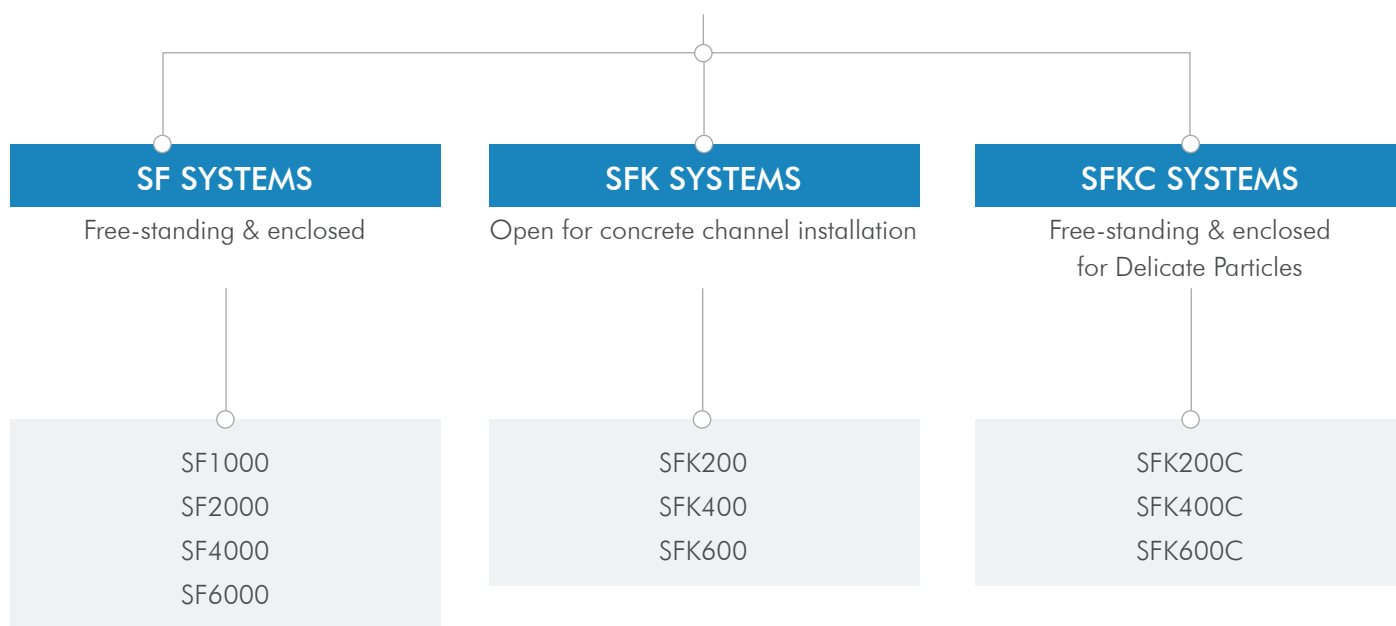 SF SYSTEMS
Free-standing & enclosed
SF1000
SF2000
SF4000
SF6000
SFK SYSTEMS
Open for concrete channel installation
SFK200
SFK400
SFK600
SFKC SYSTEMS
Free-standing & enclosed
for Delicate Particles
SFK200C
SFK400C
SFK600C